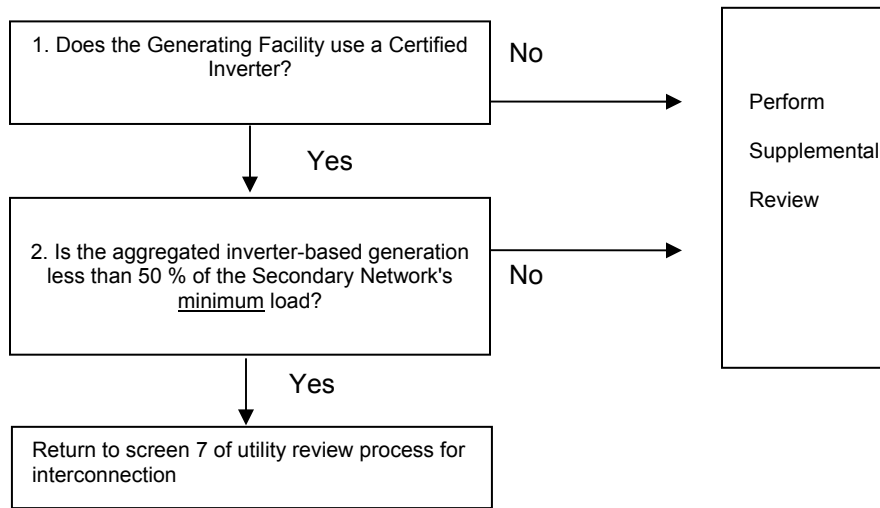 1. Does the Generating Facility use a Certified
Inverter?
No
Perform
Supplemental
Review
Yes
2. Is the aggregated inverter-based generation
less than 50 % of the Secondary Network's
minimum load?
No
Yes
Return to screen 7 of utility review process for
interconnection